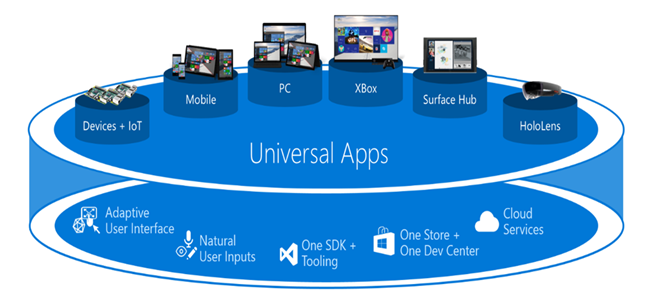 Devices + IoT
Mobile
PC
XBox
Surface Hub
HoloLens
Universal Apps
Adaptive
User Interface
Natural
User Inputs
One SDK +
Tooling
One Store +
One Dev Center
Cloud
Services